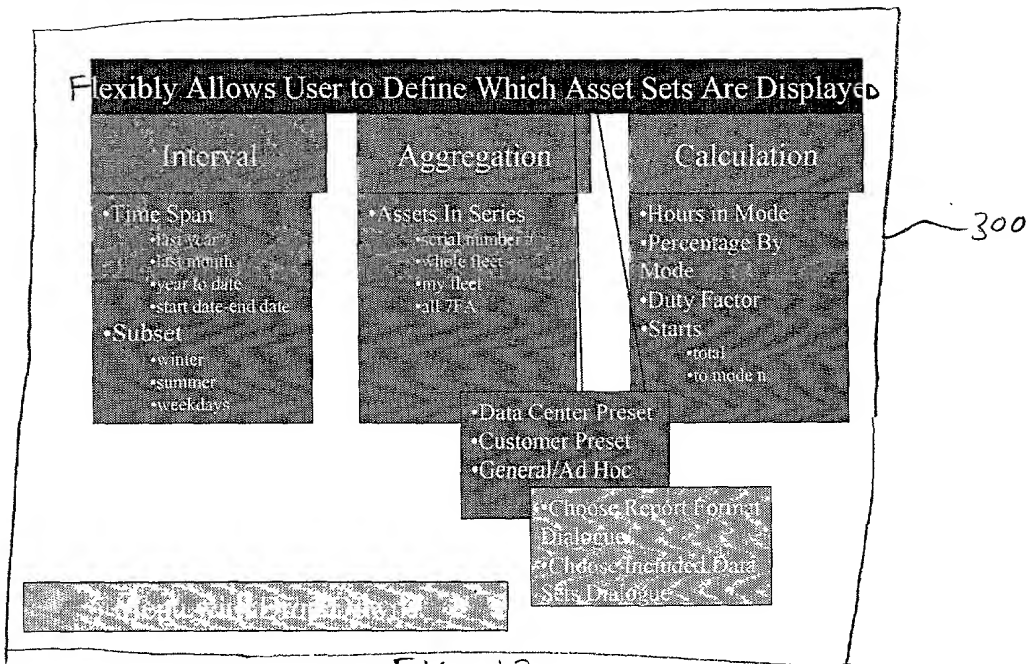 Flexibly Allows User to Define Which Asset Sets Are Displayed
Interval
•Time Span
•last year
•last month
•year to date
•start date-end date
•Subset
•winter
•summer
•weekdays
Aggregation
•Assets In Series
•serial number
•whole fleet
•my fleet
•all 7FA
Calculation
•Hours in Mode
•Percentage By
Mode
•Duty Factor
•Starts
•total
•to mode n
•Data Center Preset
•Customer Preset
•General/Ad Hoc
•Choose Report Format
Dialogue
•Choose Included Data
Sets Dialogue
300